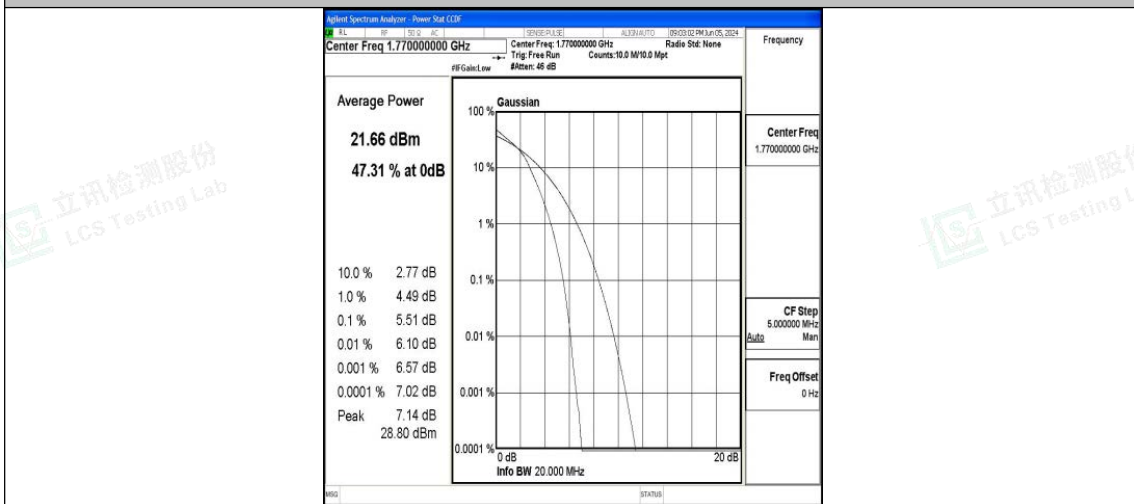 Agilent Spectrum Analyzer - Power Stat CCDF
RL RF 50 Ω AC SENSE:PULSE ALIGN AUTO 09:03:02 PM Jun 05, 2024
Center Freq 1.770000000 GHz
Center Freq: 1.770000000 GHz Radio Std: None
Trig: Free Run Counts:10.0 M/10.0 Mpt
#IFGain:Low #Atten: 46 dB
Frequency
Average Power
21.66 dBm
47.31 % at 0dB
10.0 % 2.77 dB
1.0 % 4.49 dB
0.1 % 5.51 dB
0.01 % 6.10 dB
0.001 % 6.57 dB
0.0001 % 7.02 dB
Peak 7.14 dB
28.80 dBm
Gaussian
100 %
10 %
1 %
0.1 %
0.01 %
0.001 %
0.0001 %
0 dB 20 dB
Info BW 20.000 MHz
Center Freq
1.770000000 GHz
CF Step
5.000000 MHz
Auto Man
Freq Offset
0 Hz
MSG STATUS
立讯检测股份
LCS Testing Lab
立讯检测股份
LCS Testing L